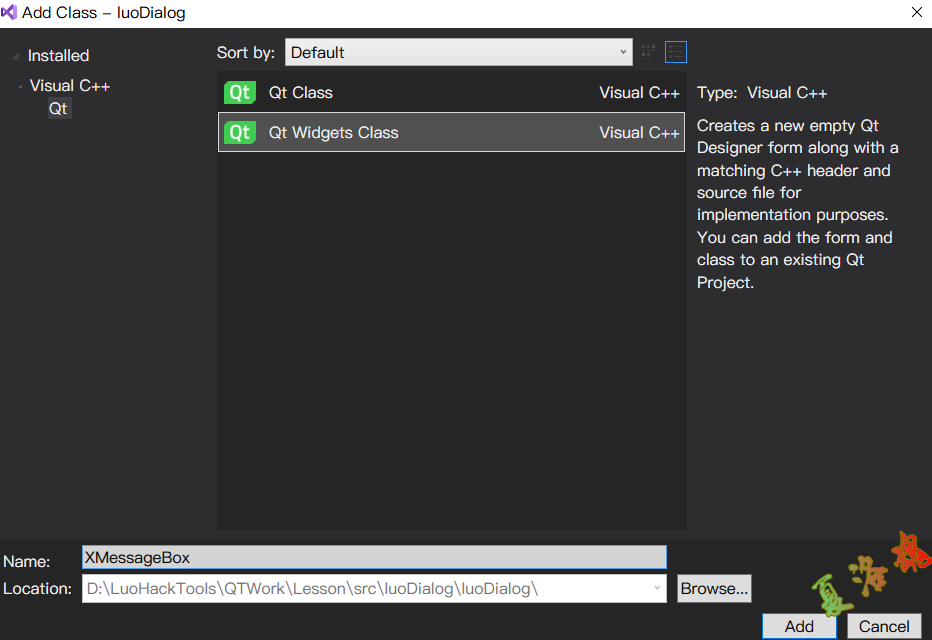 Add Class – luoDialog
Installed
Visual C++
Qt
Sort by:
Default
Qt
Qt Class
Visual C++
Qt
Qt Widgets Class
Visual C++
Type:
Visual C++
Creates a new empty Qt
Designer form along with a
matching C++ header and
source file for
implementation purposes.
You can add the form and
class to an existing Qt
Project.
Name:
XMessageBox
Location:
D:\LuoHackTools\QTWork\Lesson\src\luoDialog\luoDialog\
Browse...
Add
Cancel